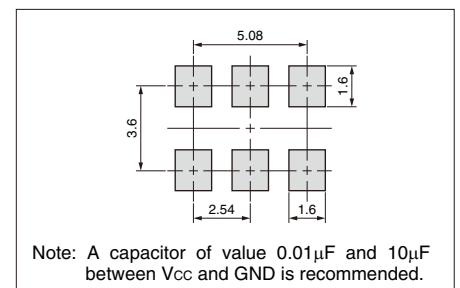 5.08
1.6
3.6
2.54
1.6
Note: A capacitor of value 0.01μF and 10μF
between Vcc and GND is recommended.